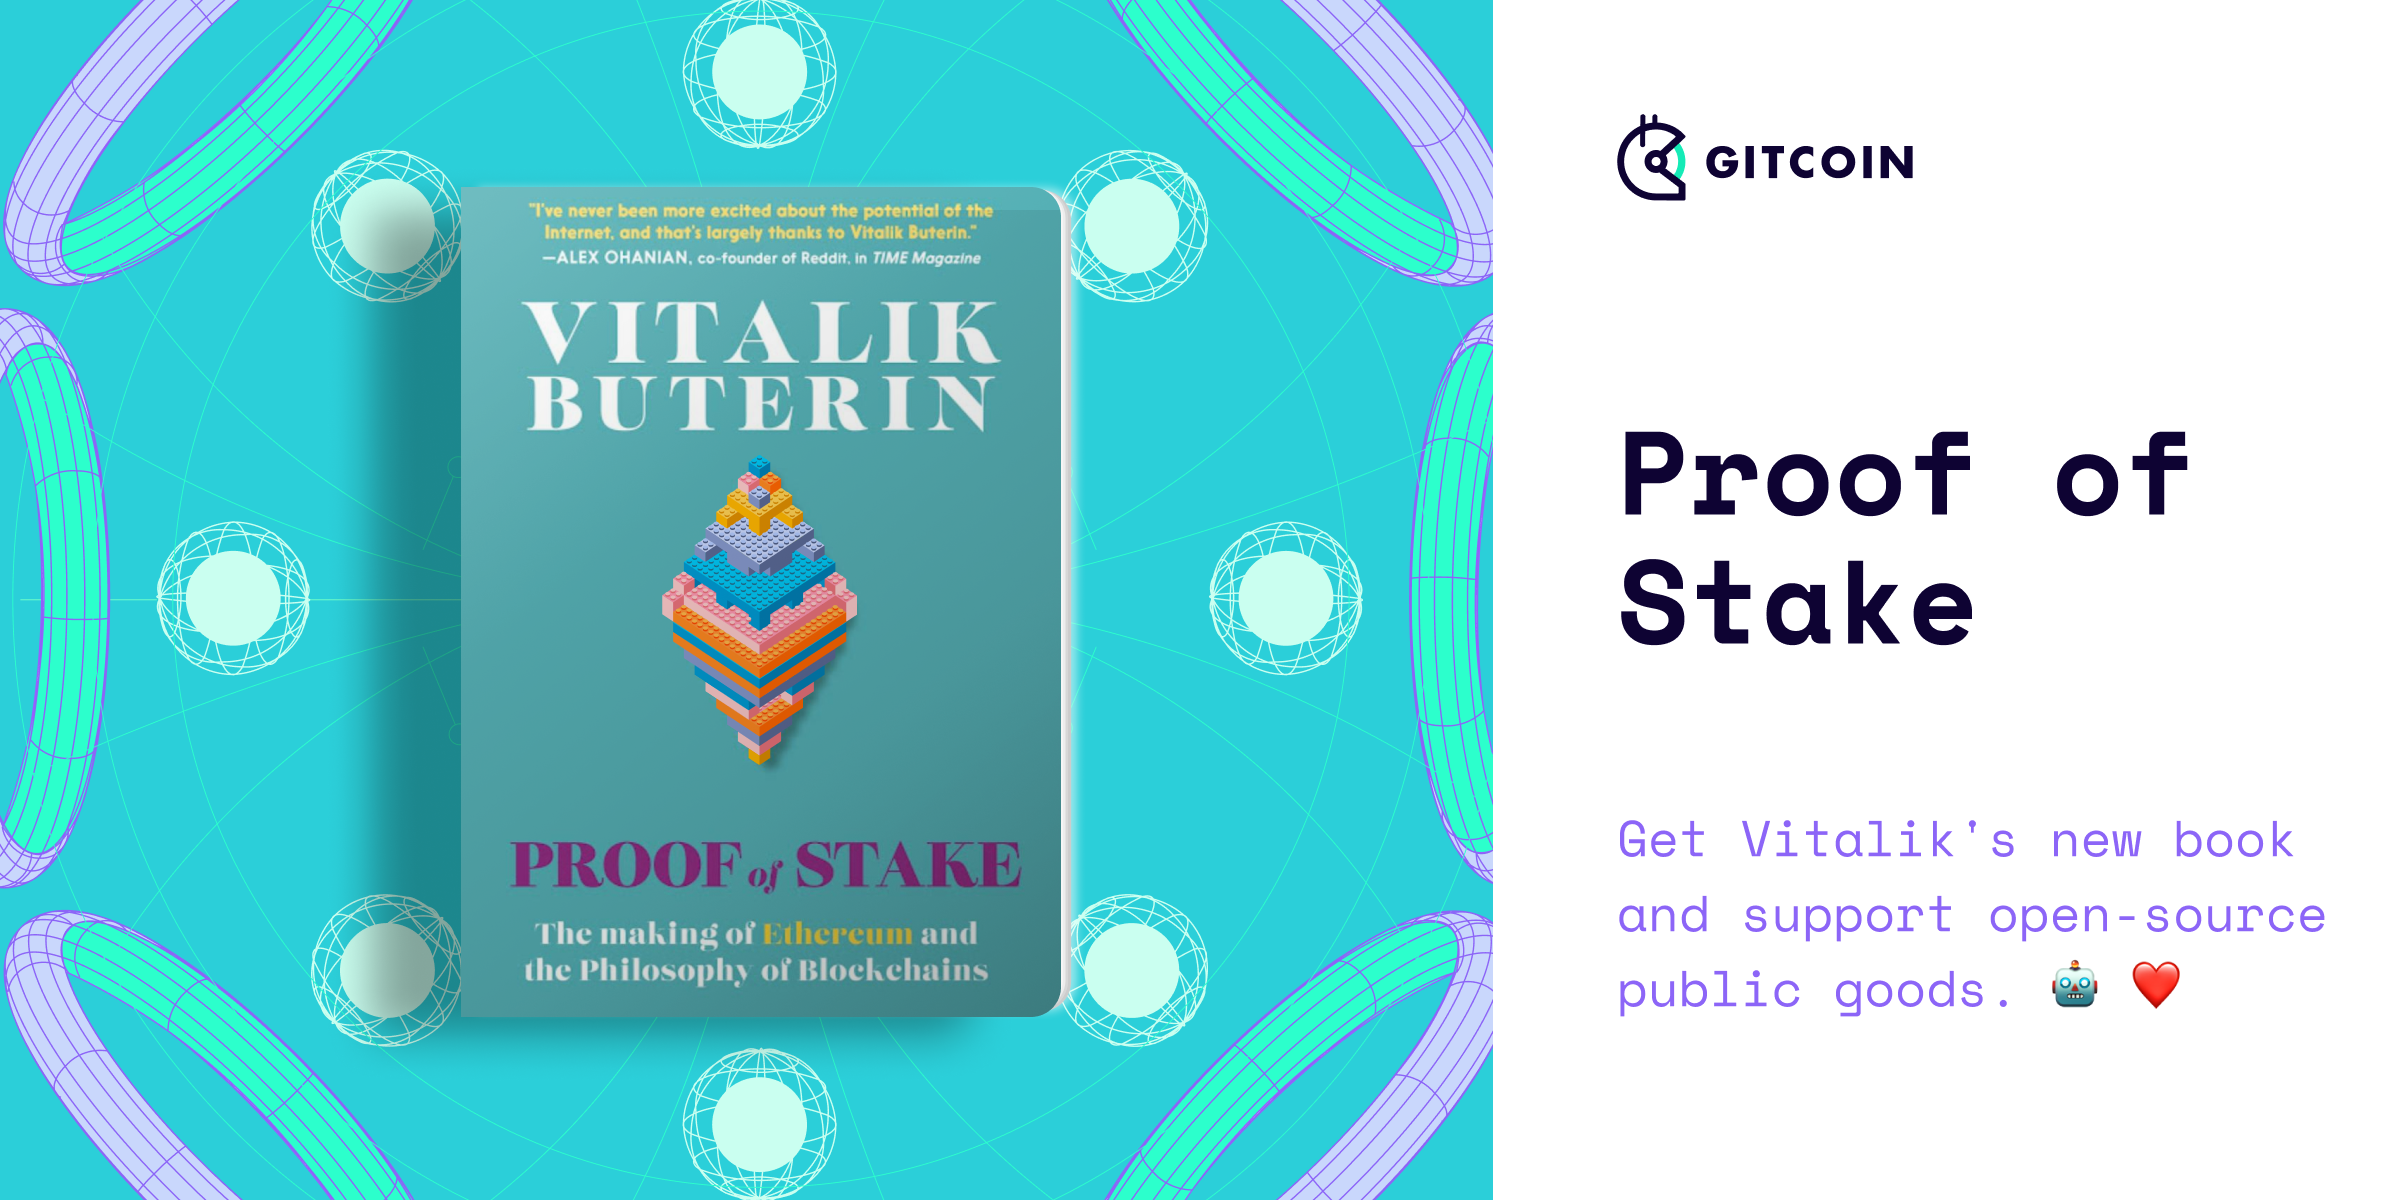 "I've never been more excited about the potential of the
Internet, and that's largely thanks to Vitalik Buterin."
—ALEX OHANIAN, co-founder of Reddit, in TIME Magazine
VITALIK
BUTERIN
PROOF of STAKE
The making of Ethereum and
the Philosophy of Blockchains
GITCOIN
Proof of
Stake
Get Vitalik's new book
and support open-source
public goods. 🤖 ❤️